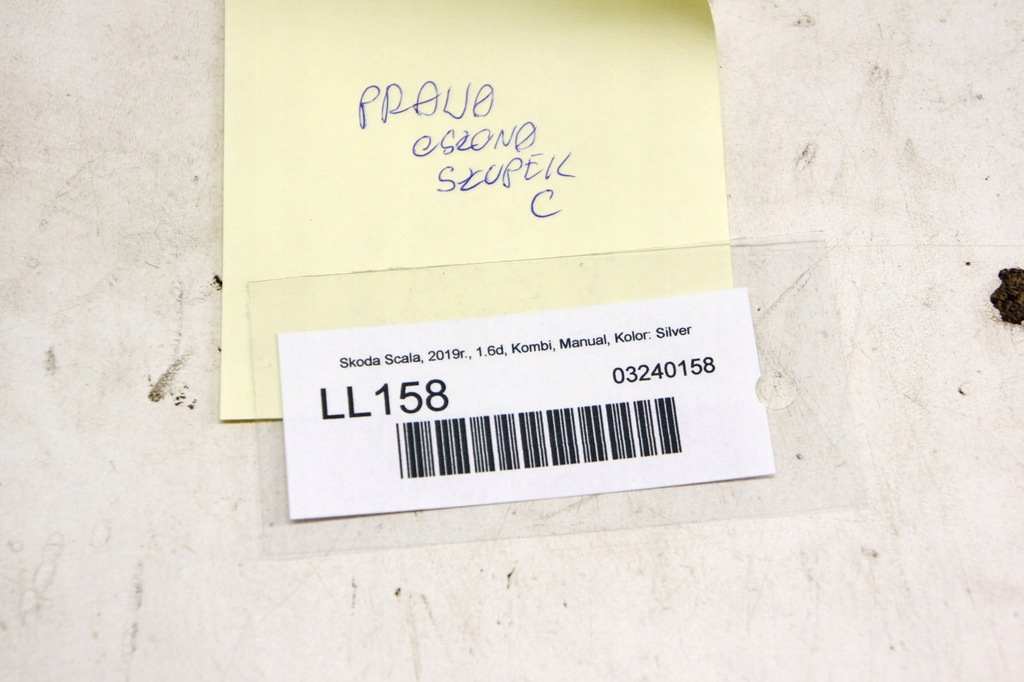 PRAWA
OSŁONA
SŁUPEK
C
Skoda Scala, 2019r., 1.6d, Kombi, Manual, Kolor: Silver
LL158
03240158